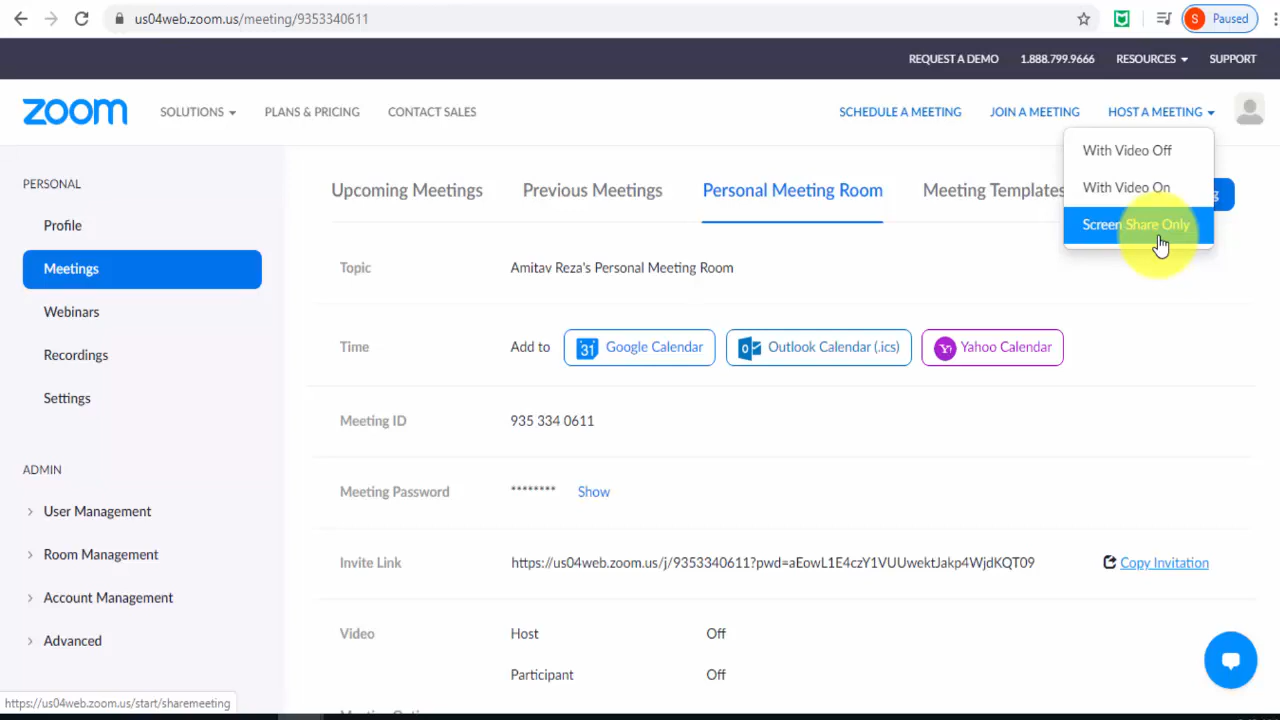 us04web.zoom.us/meeting/9353340611
S Paused
REQUEST A DEMO 1.888.799.9666 RESOURCES SUPPORT
zoom SOLUTIONS PLANS & PRICING CONTACT SALES SCHEDULE A MEETING JOIN A MEETING HOST A MEETING
With Video Off
With Video On
Screen Share Only
PERSONAL
Profile
Meetings
Webinars
Recordings
Settings
ADMIN
User Management
Room Management
Account Management
Advanced
Upcoming Meetings Previous Meetings Personal Meeting Room Meeting Templates
Topic Amitav Reza's Personal Meeting Room
Time Add to 31 Google Calendar Outlook Calendar (.ics) Yahoo Calendar
Meeting ID 935 334 0611
Meeting Password ******** Show
Invite Link https://us04web.zoom.us/j/9353340611?pwd=aEowL1E4czY1VUUwektJakp4WjdKQT09 Copy Invitation
Video Host Off
Participant Off
https://us04web.zoom.us/start/sharemeeting